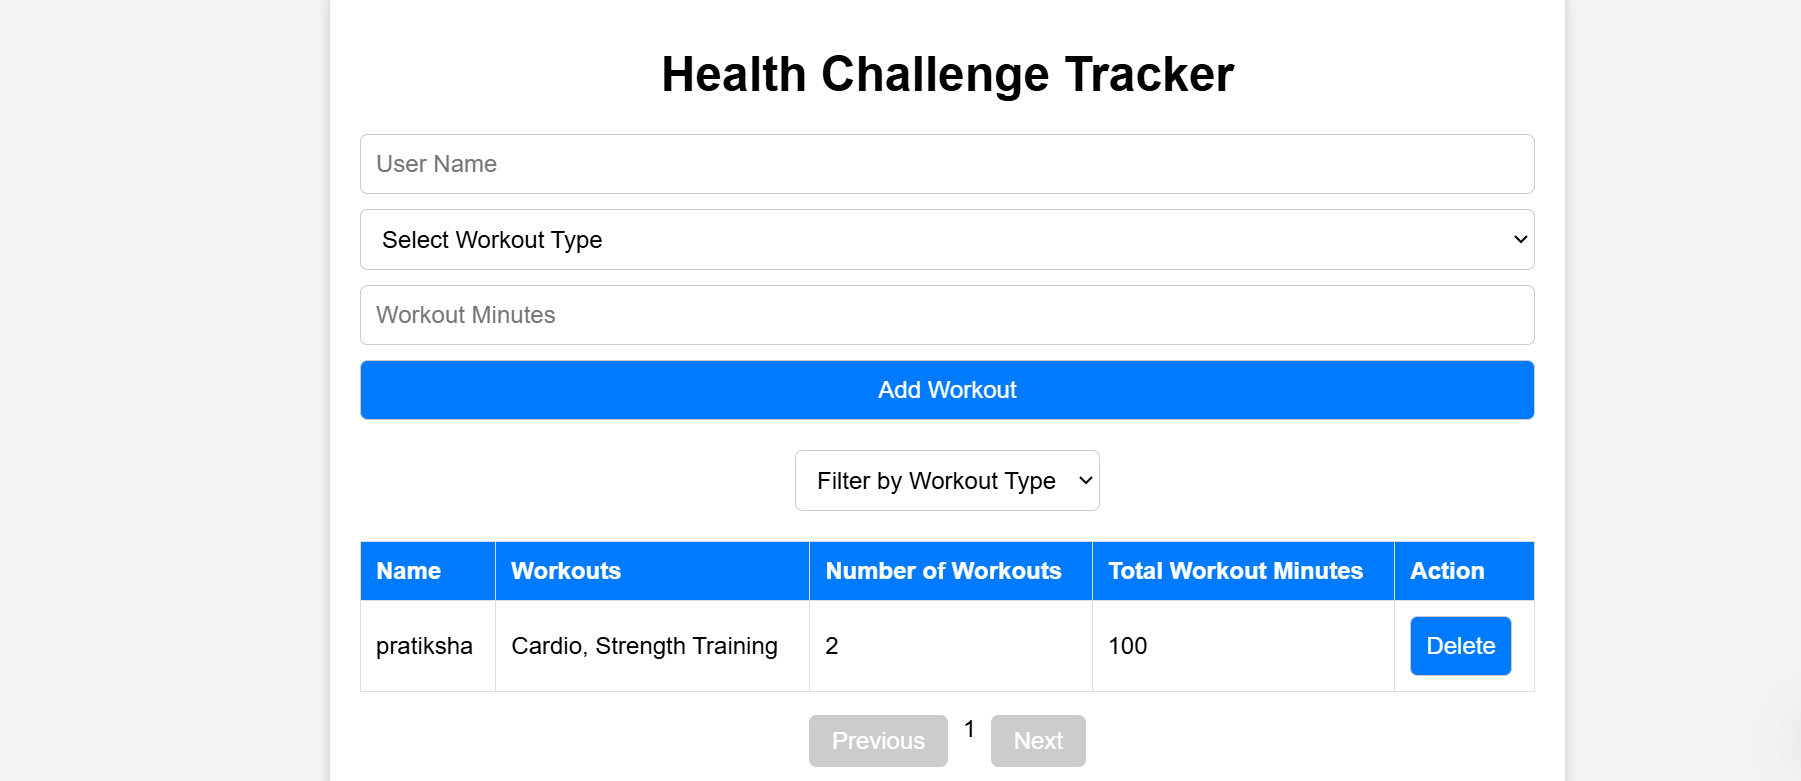 Health Challenge Tracker
User Name
Select Workout Type
Workout Minutes
Add Workout
Filter by Workout Type
Name Workouts Number of Workouts Total Workout Minutes Action
pratiksha Cardio, Strength Training 2 100 Delete
Previous 1 Next